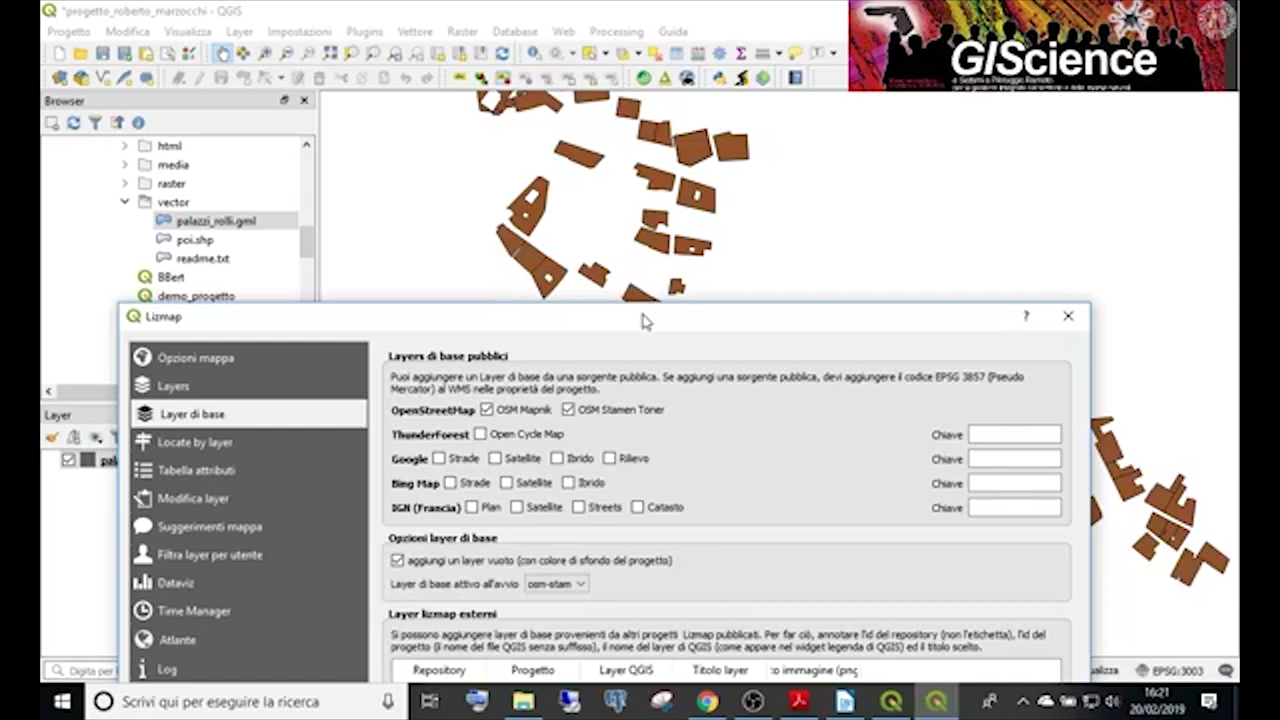 *progetto_roberto_marzocchi - QGIS
Progetto Modifica Visualizza Layer Impostazioni Plugins Vettore Raster Database Web Processing Guida
GIScience
e Sistemi a Pilotaggio Remoto
Browser
html
media
raster
vector
palazzi_rolli.gml
poi.shp
readme.txt
BBert
demo_progetto
Layer
Lizmap
?
Opzioni mappa
Layers
Layer di base
Locate by layer
Tabella attributi
Modifica layer
Suggerimenti mappa
Filtra layer per utente
Dataviz
Time Manager
Atlante
Log
Layers di base pubblici
Puoi aggiungere un Layer di base da una sorgente pubblica. Se aggiungi una sorgente pubblica, devi aggiungere il codice EPSG 3857 (Pseudo
Mercator) al WMS nelle proprietà del progetto.
OpenStreetMap OSM Mapnik OSM Stamen Toner
ThunderForest Open Cycle Map Chiave
Google Strade Satellite Ibrido Rilievo Chiave
Bing Map Strade Satellite Ibrido Chiave
IGN (Francia) Plan Satellite Streets Catasto Chiave
Opzioni layer di base
aggiungi un layer vuoto (con colore di sfondo del progetto)
Layer di base attivo all'avvio osm-stam
Layer lizmap esterni
Si possono aggiungere layer di base provenienti da altri progetti Lizmap pubblicati. Per far ciò, annotare l'id del repository (non l'etichetta), l'id del
progetto (il nome del file QGIS senza suffisso), il nome del layer di QGIS (come appare nel widget legenda di QGIS) ed il titolo scelto.
Repository Progetto Layer QGIS Titolo layer :o immagine (png
Digita per
EPSG:3003
Scrivi qui per eseguire la ricerca
16:21
20/02/2019